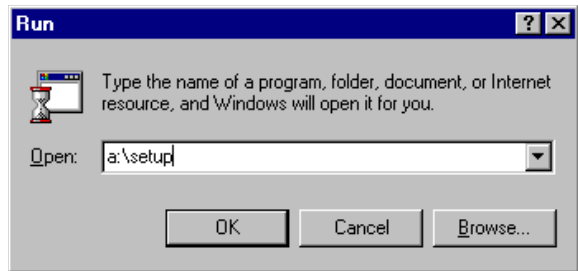 Run
Type the name of a program, folder, document, or Internet
resource, and Windows will open it for you.
Open: a:\setup
OK Cancel Browse...